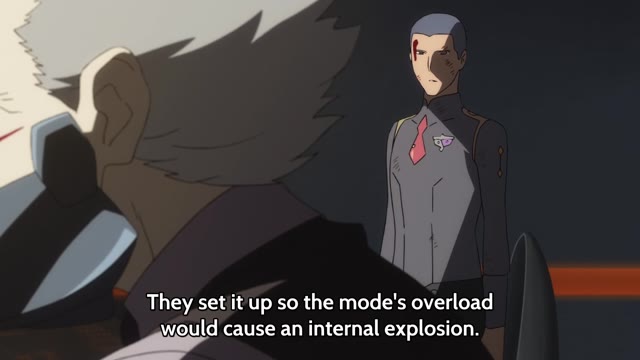 They set it up so the mode's overload
would cause an internal explosion.